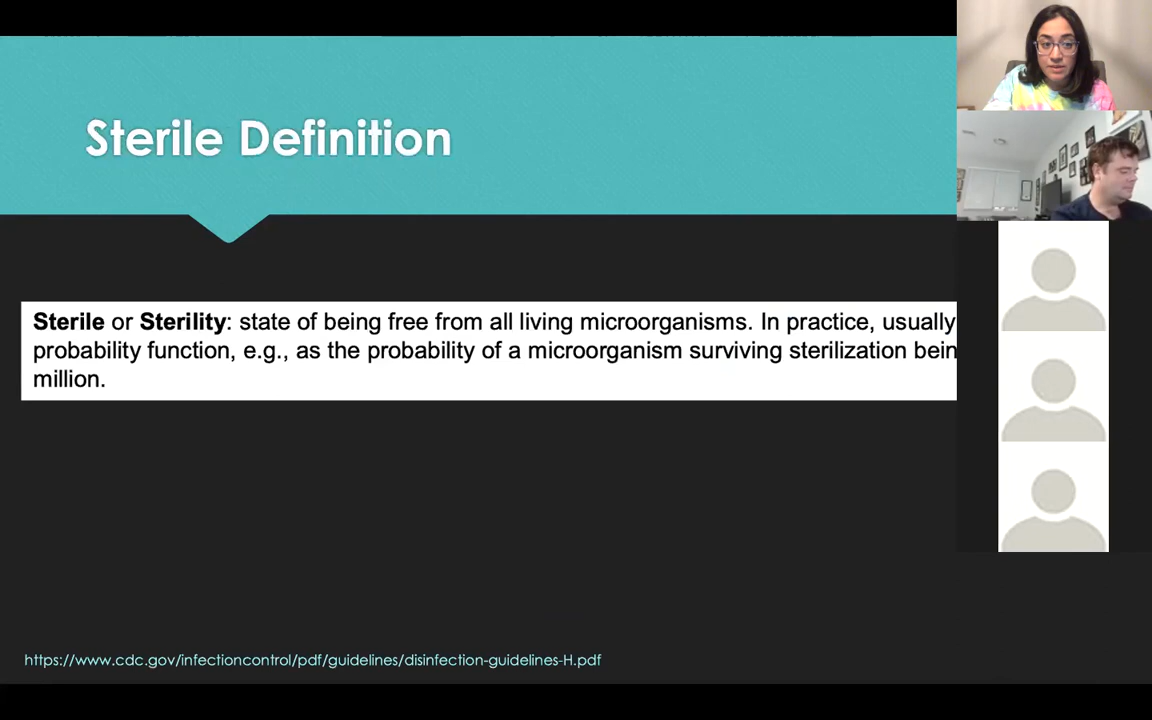 Sterile Definition
Sterile or Sterility: state of being free from all living microorganisms. In practice, usually
probability function, e.g., as the probability of a microorganism surviving sterilization
million.
https://www.cdc.gov/infectioncontrol/pdf/guidelines/disinfection-guidelines-H.pdf